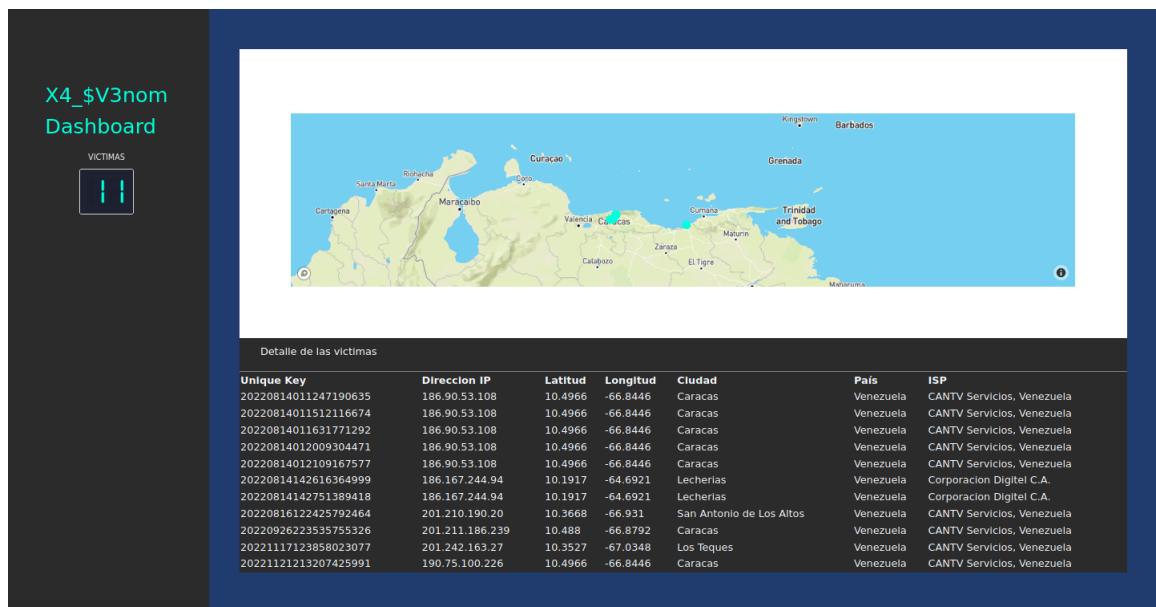 X4_$V3nom
Dashboard
VICTIMAS
11
Kingstown
Barbados
Curaçao
Grenada
Riohacha
Santa Marta
Coro
Maracaibo
Cartagena
Cumaná
Trinidad
and Tobago
Valencia
Caracas
Maturín
Zaraza
Calabozo
El Tigre
Mabaruma
Detalle de las victimas
Unique Key Direccion IP Latitud Longitud Ciudad País ISP
20220814011247190635 186.90.53.108 10.4966 -66.8446 Caracas Venezuela CANTV Servicios, Venezuela
20220814011512116674 186.90.53.108 10.4966 -66.8446 Caracas Venezuela CANTV Servicios, Venezuela
20220814011631771292 186.90.53.108 10.4966 -66.8446 Caracas Venezuela CANTV Servicios, Venezuela
20220814012009304471 186.90.53.108 10.4966 -66.8446 Caracas Venezuela CANTV Servicios, Venezuela
20220814012109167577 186.90.53.108 10.4966 -66.8446 Caracas Venezuela CANTV Servicios, Venezuela
20220814142616364999 186.167.244.94 10.1917 -64.6921 Lecherias Venezuela Corporacion Digitel C.A.
20220814142751389418 186.167.244.94 10.1917 -64.6921 Lecherias Venezuela Corporacion Digitel C.A.
20220816122425792464 201.210.190.20 10.3668 -66.931 San Antonio de Los Altos Venezuela CANTV Servicios, Venezuela
20220926223535755326 201.211.186.239 10.488 -66.8792 Caracas Venezuela CANTV Servicios, Venezuela
20221117123858023077 201.242.163.27 10.3527 -67.0348 Los Teques Venezuela CANTV Servicios, Venezuela
20221121213207425991 190.75.100.226 10.4966 -66.8446 Caracas Venezuela CANTV Servicios, Venezuela